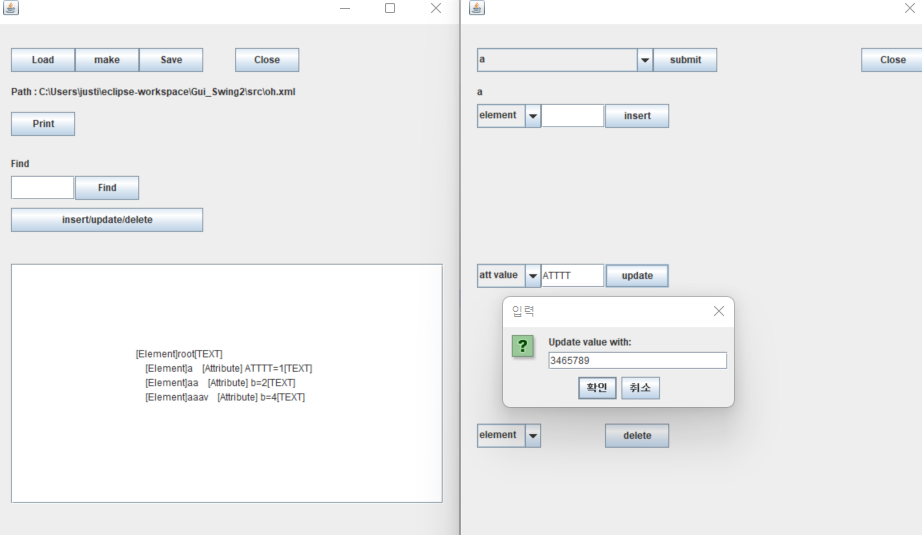 Load make Save Close
Path : C:\Users\justi\eclipse-workspace\Gui_Swing2\src\oh.xml
Print
Find
Find
insert/update/delete
[Element]root[TEXT]
[Element]a [Attribute] ATTTT=1[TEXT]
[Element]aa [Attribute] b=2[TEXT]
[Element]aaav [Attribute] b=4[TEXT]
a submit Close
a
element insert
att value ATTTT update
입력
Update value with:
3465789
확인 취소
element delete